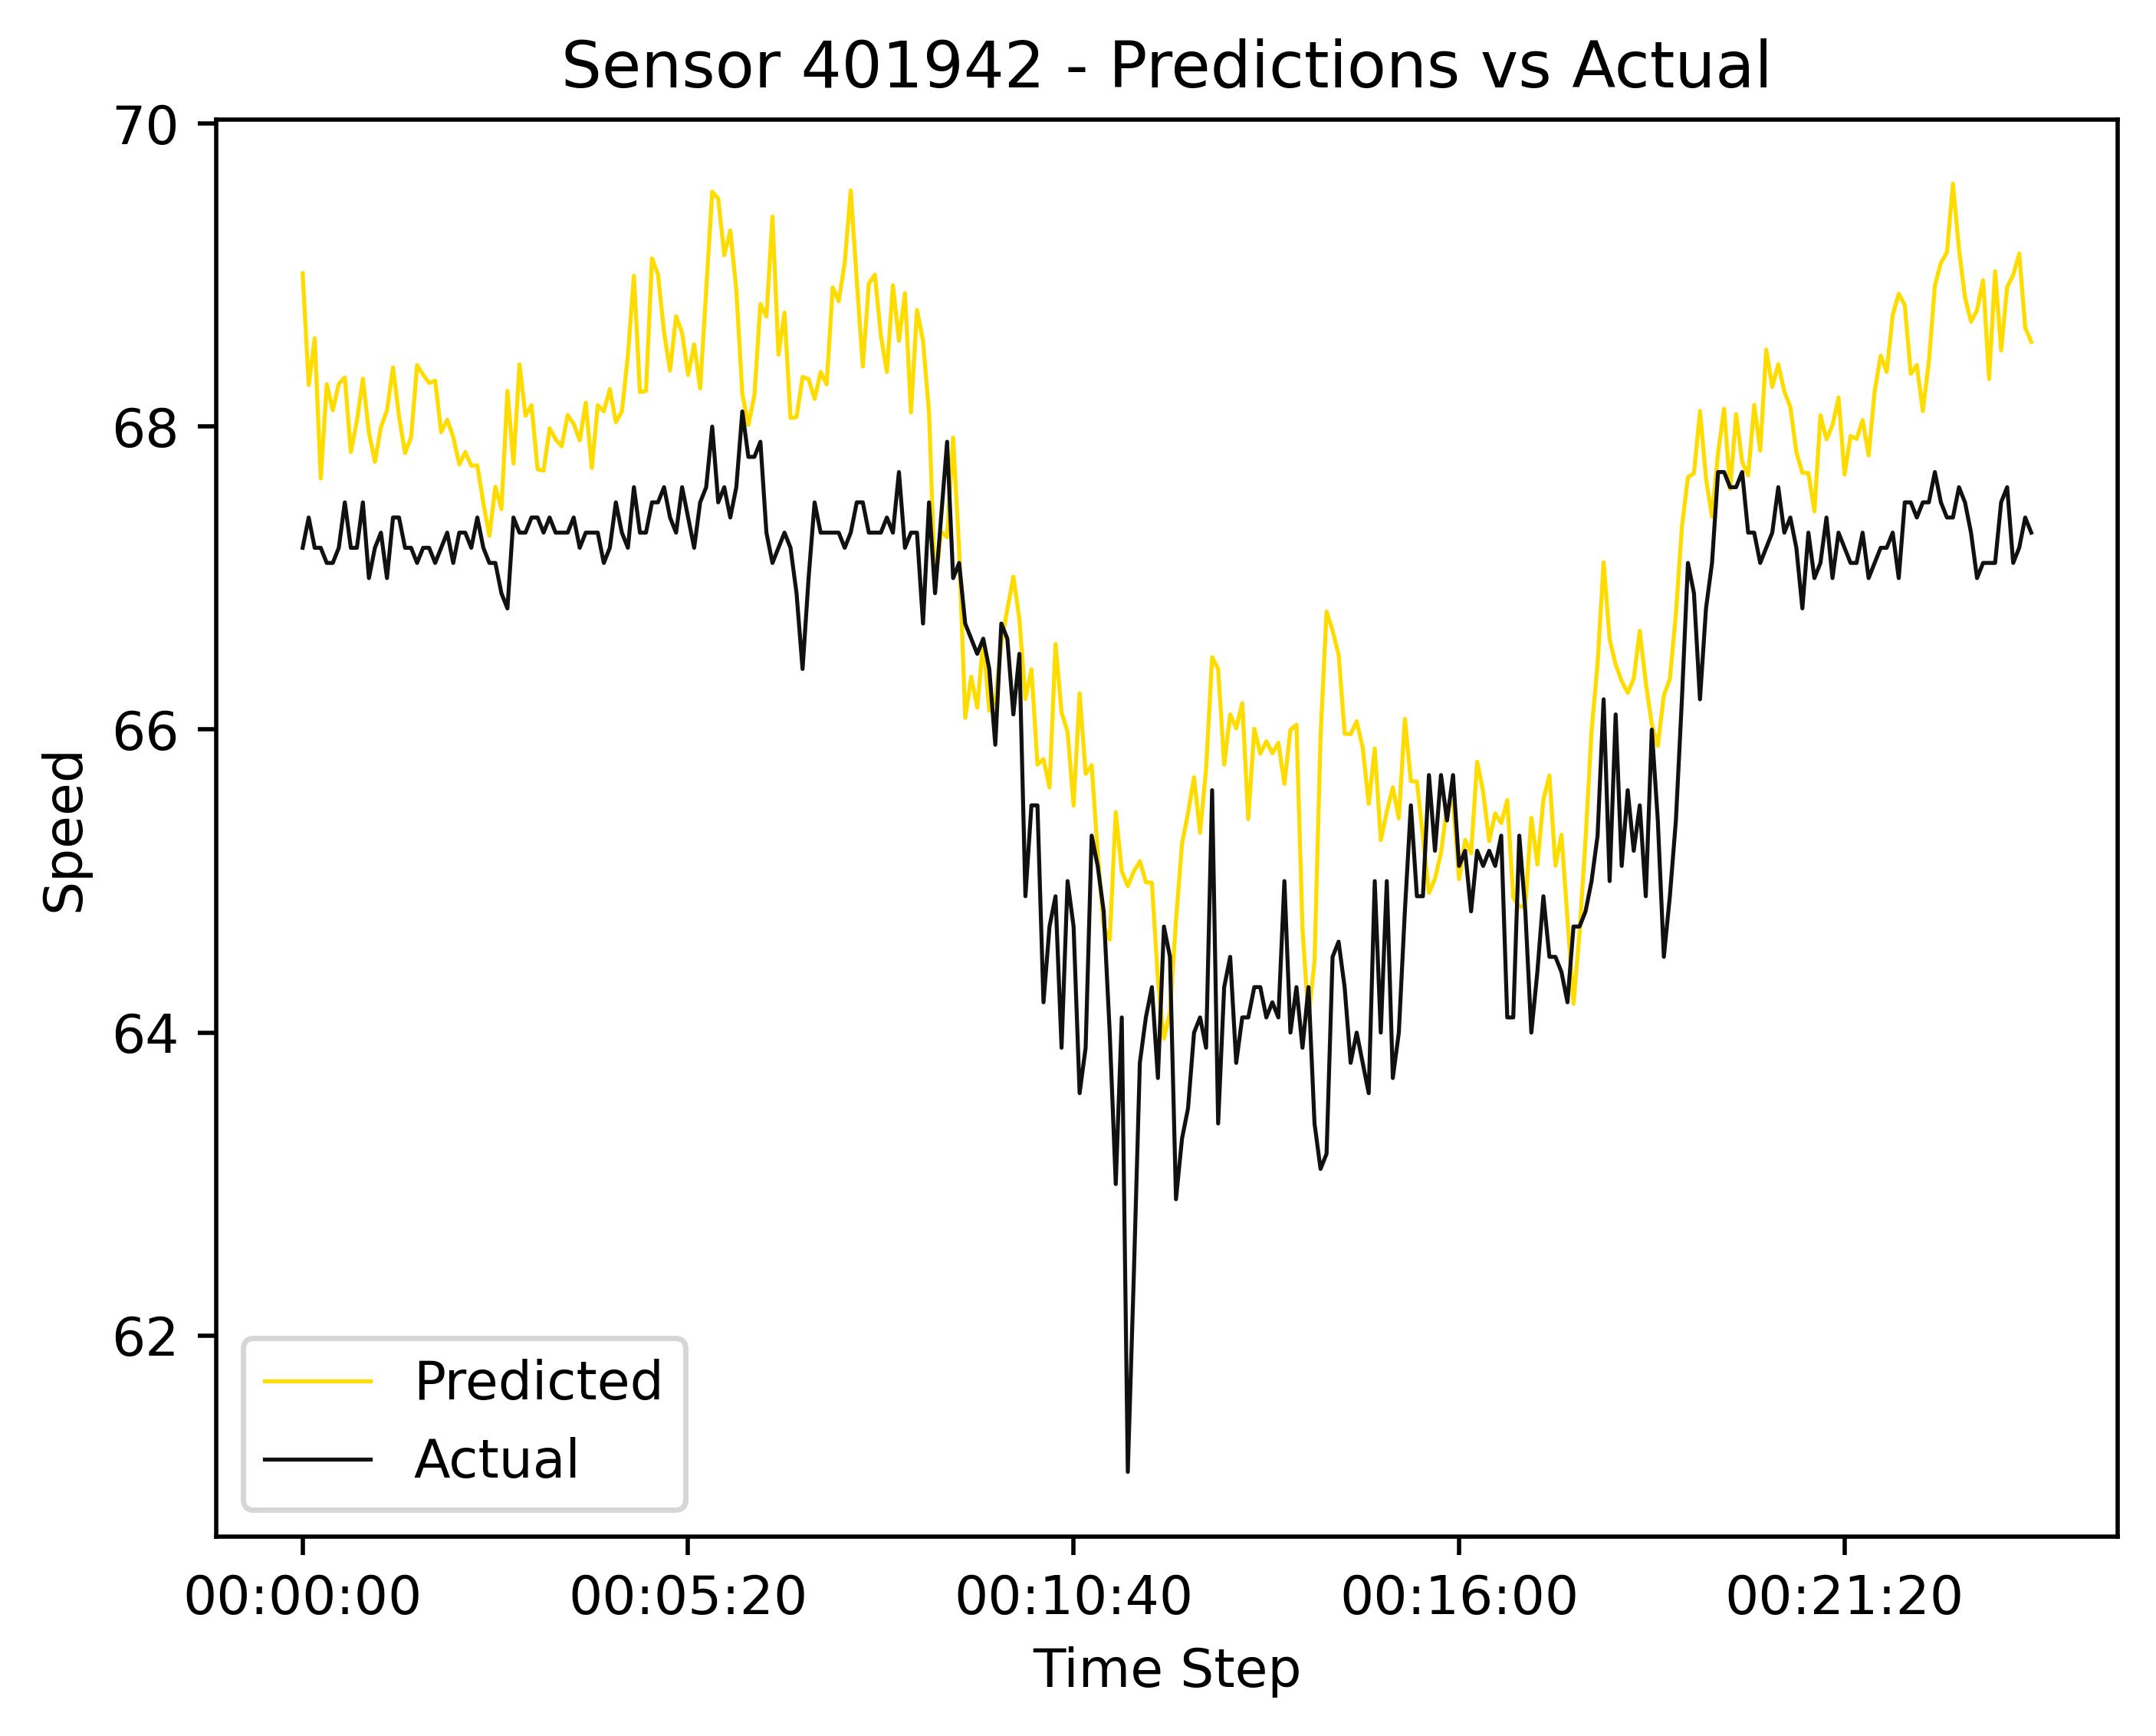 Sensor 401942 - Predictions vs Actual
70
68
66
64
62
Speed
Predicted
Actual
00:00:00 00:05:20 00:10:40 00:16:00 00:21:20
Time Step